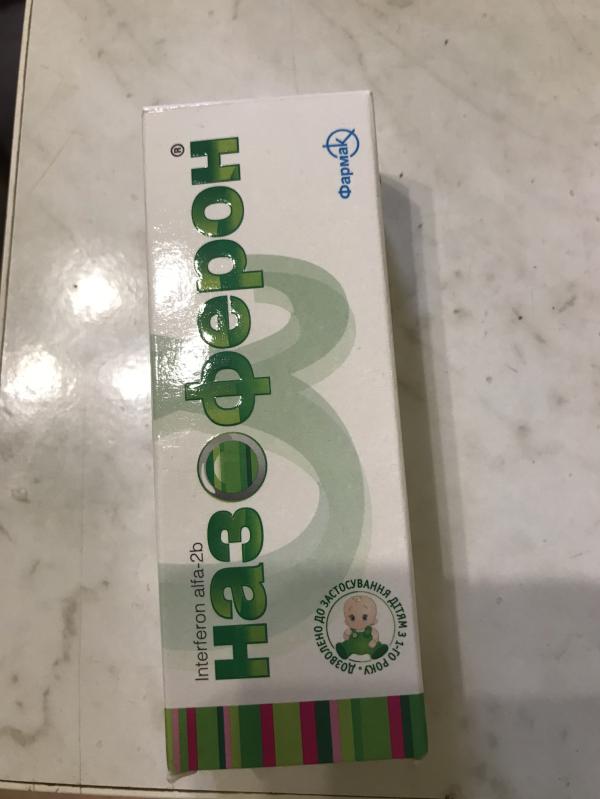 Фармак
Interferon alfa-2b
Назоферон®
ДОЗВОЛЕНО ДО ЗАСТОСУВАННЯ ДІТЯМ З 1-ГО РОКУ •